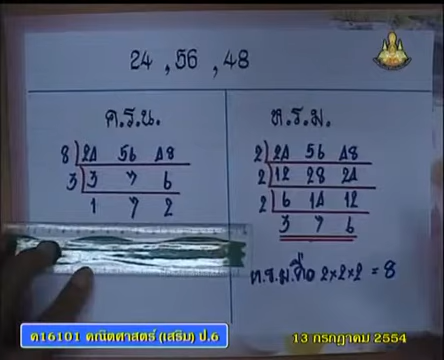 24 , 56 , 48
ค.ร.น.
8 24 56 48
3 3 7 6
1 7 2
ห.ร.ม.
2 24 56 48
2 12 28 24
2 6 14 12
3 7 6
ห.ร.ม.คือ 2×2×2 = 8
ค16101 คณิตศาสตร์ (เสริม) ป.6
13 กรกฎาคม 2554